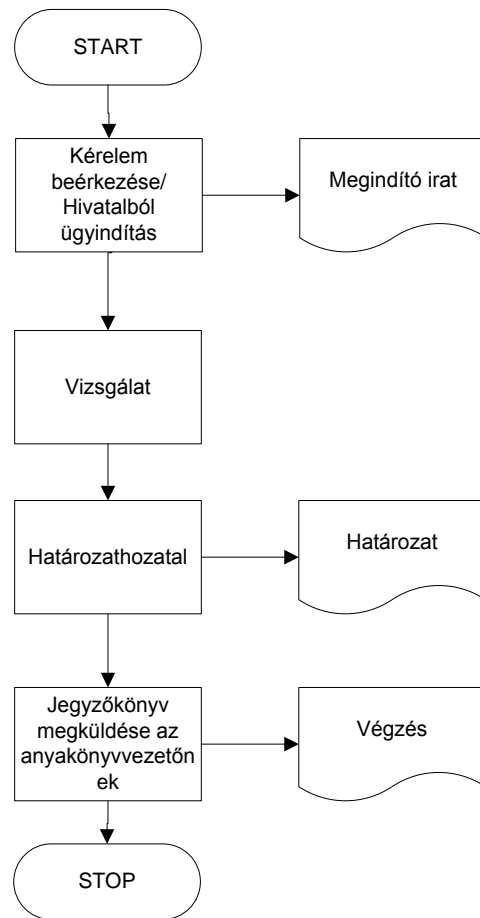 START
Kérelem
beérkezése/
Hivatalból
ügyindítás
Megindító irat
Vizsgálat
Határozathozatal
Határozat
Jegyzőkönyv
megküldése az
anyakönyvvezetőn
ek
Végzés
STOP